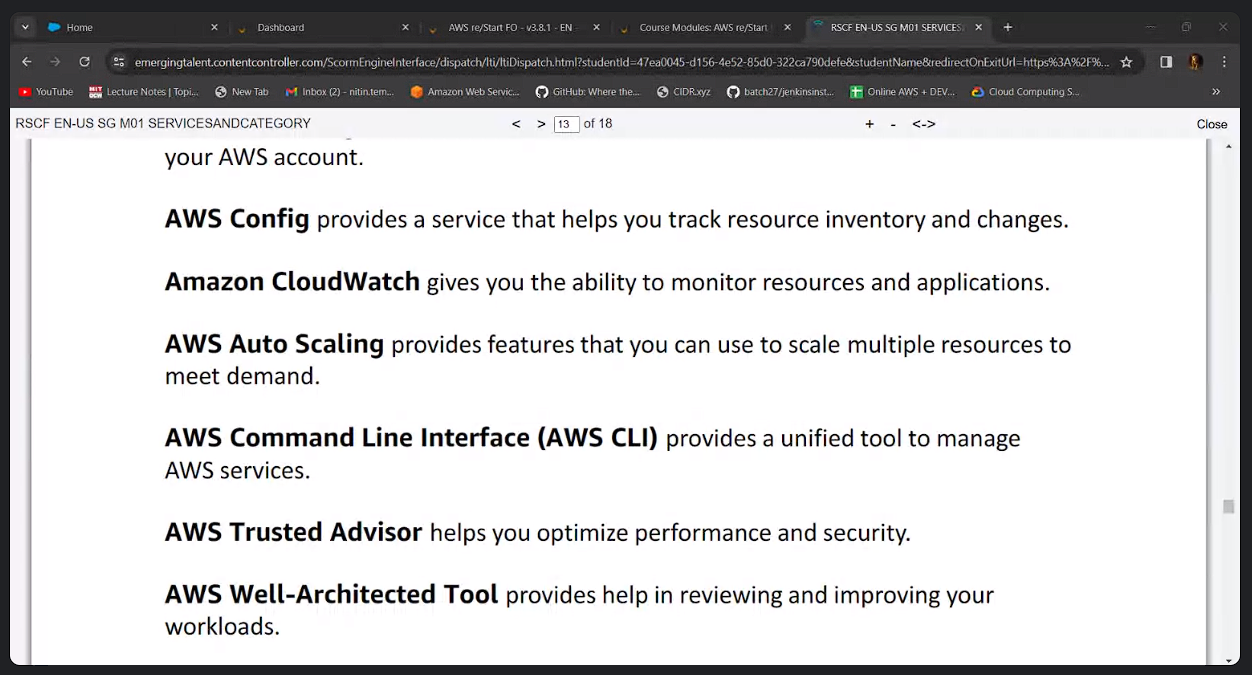 Home
Dashboard
AWS re/Start FO - v3.8.1 - EN -
Course Modules: AWS re/Start
RSCF EN-US SG M01 SERVICESA
emergingtalent.contentcontroller.com/ScormEngineInterface/dispatch/lti/ltiDispatch.html?studentId=47ea0045-d156-4e52-85d0-322ca790defe&studentName&redirectOnExitUrl=https%3A%2F%...
YouTube
Lecture Notes | Topi...
New Tab
Inbox (2) - nitin.tem...
Amazon Web Servic...
GitHub: Where the...
CIDR.xyz
batch27/jenkinsinst...
Online AWS + DEV...
Cloud Computing S...
»
RSCF EN-US SG M01 SERVICESANDCATEGORY
< > 13 of 18
+ - <->
Close
your AWS account.
AWS Config provides a service that helps you track resource inventory and changes.
Amazon CloudWatch gives you the ability to monitor resources and applications.
AWS Auto Scaling provides features that you can use to scale multiple resources to
meet demand.
AWS Command Line Interface (AWS CLI) provides a unified tool to manage
AWS services.
AWS Trusted Advisor helps you optimize performance and security.
AWS Well-Architected Tool provides help in reviewing and improving your
workloads.